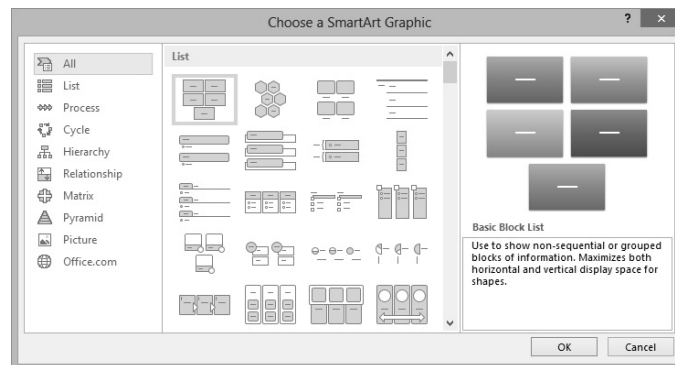 Choose a SmartArt Graphic
?
All
List
Process
Cycle
Hierarchy
Relationship
Matrix
Pyramid
Picture
Office.com
List
Basic Block List
Use to show non-sequential or grouped
blocks of information. Maximizes both
horizontal and vertical display space for
shapes.
OK
Cancel